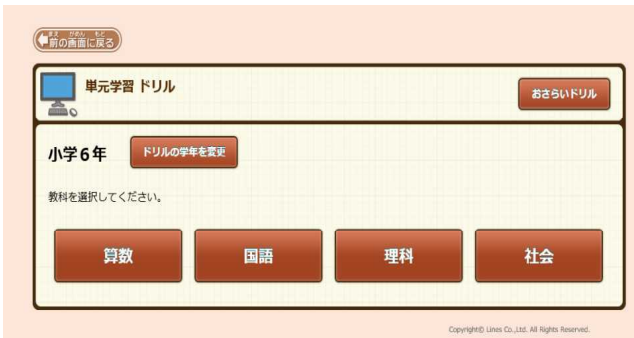 まえ がめん もど
前の画面に戻る
単元学習 ドリル
おさらいドリル
小学6年
ドリルの学年を変更
教科を選択してください。
算数
国語
理科
社会
Copyright© Lines Co.,Ltd. All Rights Reserved.